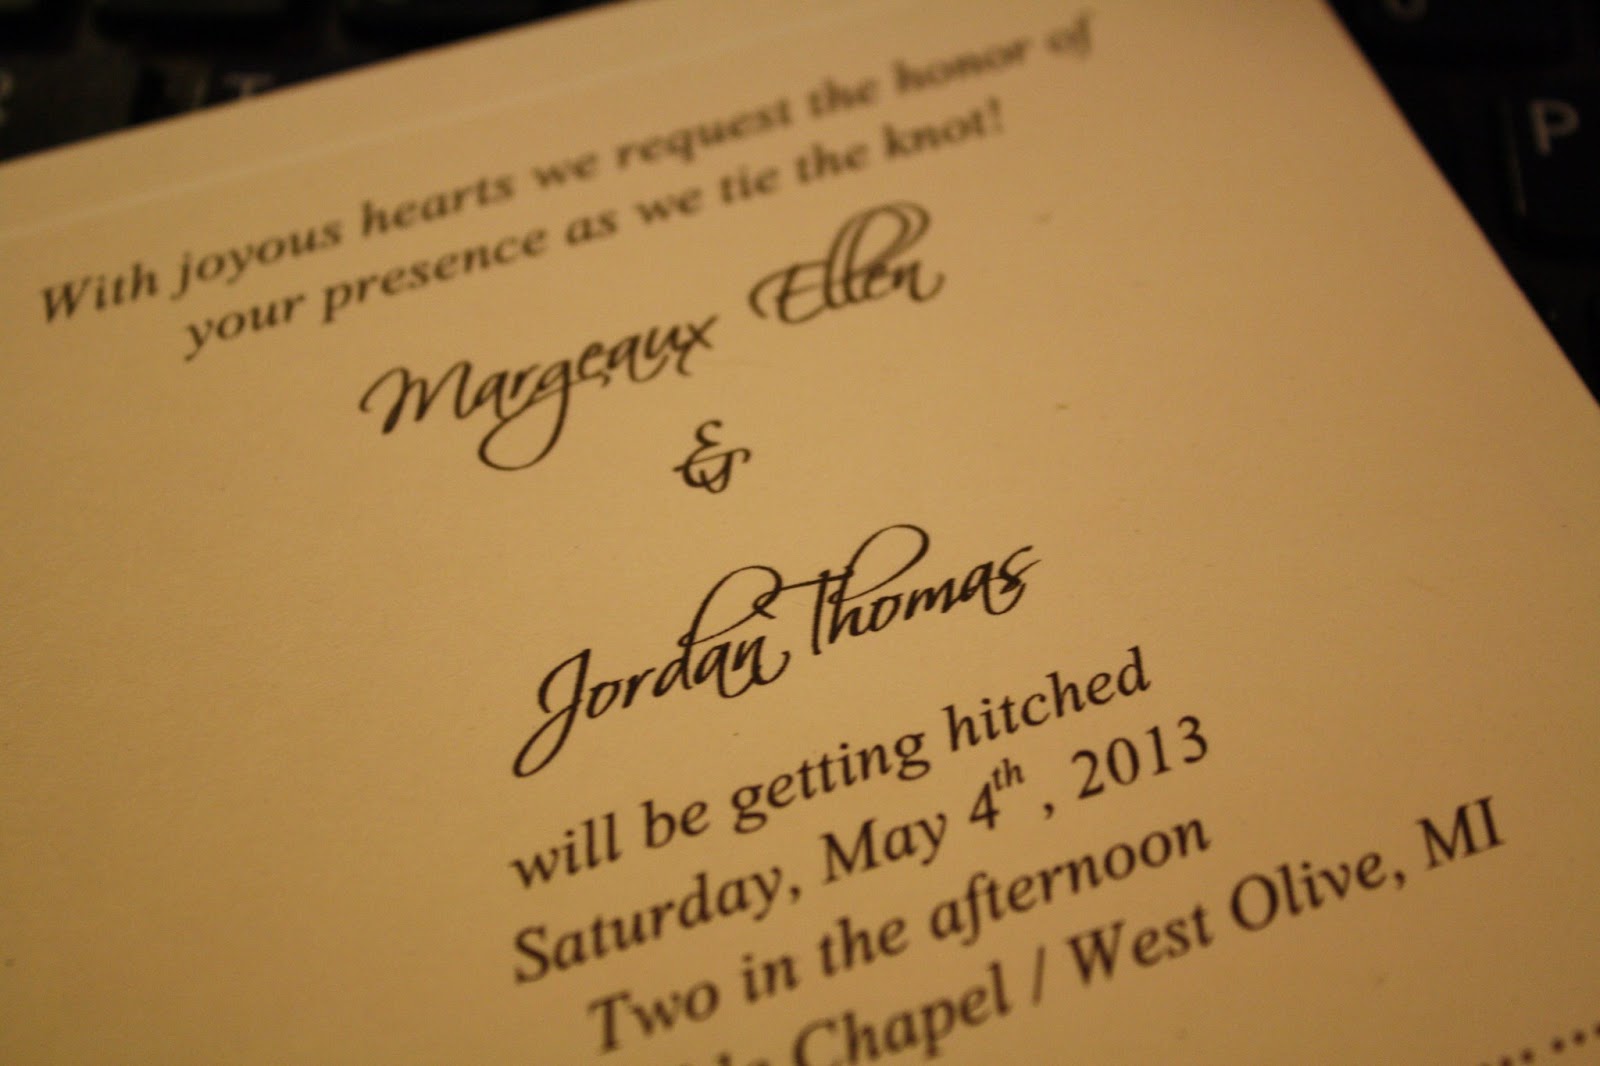 With joyous hearts we request the honor of
your presence as we tie the knot!
Margeaux Ellen
&
Jordan Thomas
will be getting hitched
Saturday, May 4th, 2013
Two in the afternoon
Chapel / West Olive, MI
P